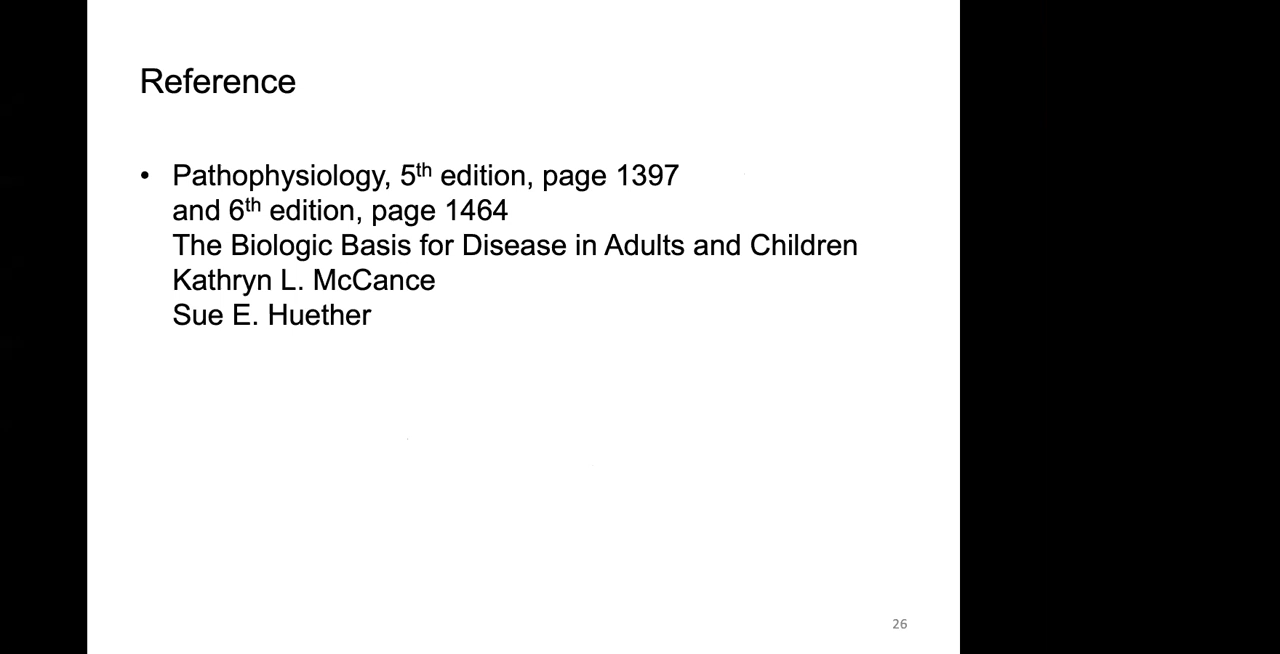 Reference
• Pathophysiology, 5th edition, page 1397
and 6th edition, page 1464
The Biologic Basis for Disease in Adults and Children
Kathryn L. McCance
Sue E. Huether
26